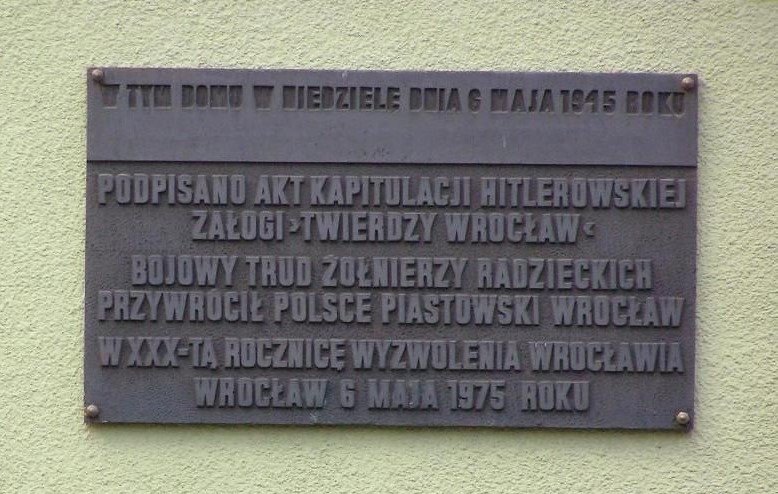 W TYM DOMU W NIEDZIELĘ DNIA 6 MAJA 1945 ROKU
PODPISANO AKT KAPITULACJI HITLEROWSKIEJ
ZAŁOGI ›TWIERDZY WROCŁAW‹
BOJOWY TRUD ŻOŁNIERZY RADZIECKICH
PRZYWRÓCIŁ POLSCE PIASTOWSKI WROCŁAW
W XXX-TĄ ROCZNICĘ WYZWOLENIA WROCŁAWIA
WROCŁAW 6 MAJA 1975 ROKU